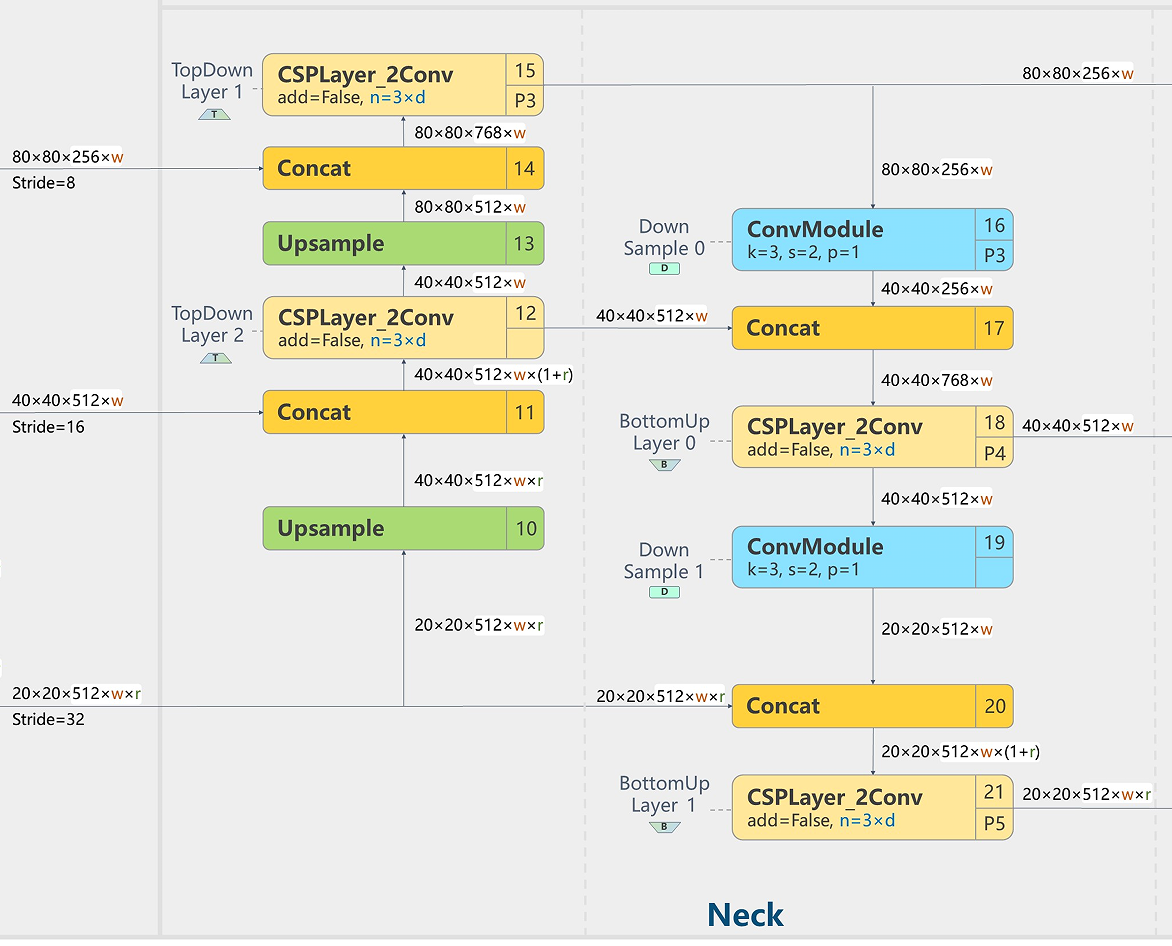 80×80×256×w
Stride=8
40×40×512×w
Stride=16
20×20×512×w×r
Stride=32
TopDown
Layer 1
T
CSPLayer_2Conv
add=False, n=3×d
15
P3
80×80×768×w
Concat
14
80×80×512×w
Upsample
13
40×40×512×w
TopDown
Layer 2
T
CSPLayer_2Conv
add=False, n=3×d
12
40×40×512×w×(1+r)
Concat
11
40×40×512×w×r
Upsample
10
20×20×512×w×r
80×80×256×w
80×80×256×w
Down
Sample 0
D
ConvModule
k=3, s=2, p=1
16
P3
40×40×256×w
40×40×512×w
Concat
17
40×40×768×w
BottomUp
Layer 0
B
CSPLayer_2Conv
add=False, n=3×d
18
P4
40×40×512×w
40×40×512×w
Down
Sample 1
D
ConvModule
k=3, s=2, p=1
19
20×20×512×w
20×20×512×w×r
Concat
20
20×20×512×w×(1+r)
BottomUp
Layer 1
B
CSPLayer_2Conv
add=False, n=3×d
21
P5
20×20×512×w×r
Neck